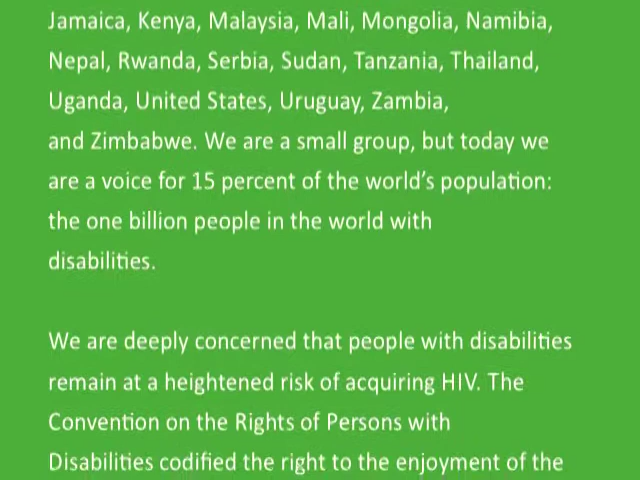 Jamaica, Kenya, Malaysia, Mali, Mongolia, Namibia,
Nepal, Rwanda, Serbia, Sudan, Tanzania, Thailand,
Uganda, United States, Uruguay, Zambia,
and Zimbabwe. We are a small group, but today we
are a voice for 15 percent of the world’s population:
the one billion people in the world with
disabilities.

We are deeply concerned that people with disabilities
remain at a heightened risk of acquiring HIV. The
Convention on the Rights of Persons with
Disabilities codified the right to the enjoyment of the